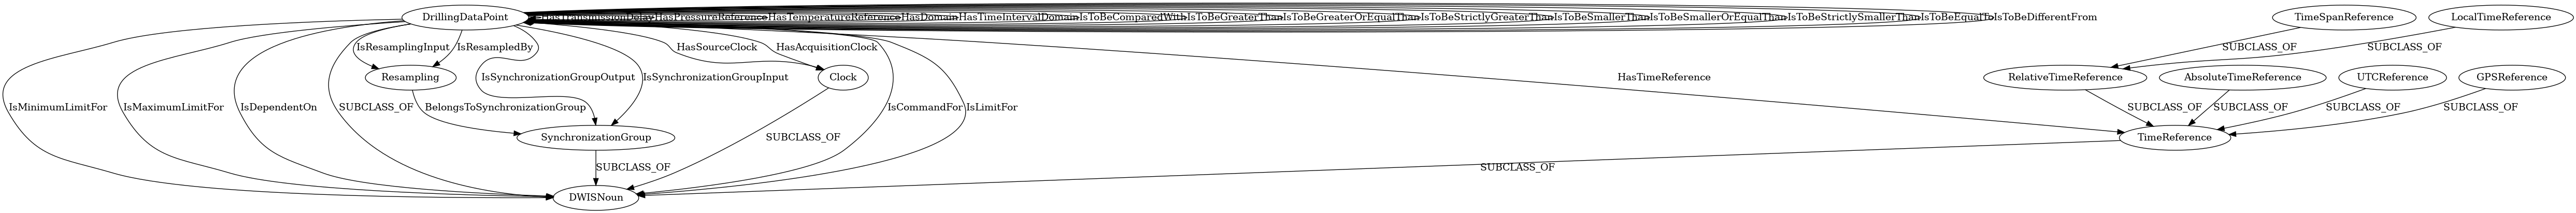 DrillingDataPoint
HasTransmissionDelay
HasPressureReference
HasTemperatureReference
HasDomain
HasTimeIntervalDomain
IsToBeComparedWith
IsToBeGreaterThan
IsToBeGreaterOrEqualThan
IsToBeStrictlyGreaterThan
IsToBeSmallerThan
IsToBeSmallerOrEqualThan
IsToBeStrictlySmallerThan
IsToBeEqualTo
IsToBeDifferentFrom
TimeSpanReference
LocalTimeReference
IsResamplingInput
IsResampledBy
HasSourceClock
HasAcquisitionClock
SUBCLASS_OF
SUBCLASS_OF
Resampling
IsSynchronizationGroupOutput
IsSynchronizationGroupInput
Clock
HasTimeReference
RelativeTimeReference
AbsoluteTimeReference
UTCReference
GPSReference
IsMinimumLimitFor
IsMaximumLimitFor
IsDependentOn
SUBCLASS_OF
BelongsToSynchronizationGroup
IsCommandFor
IsLimitFor
SUBCLASS_OF
SUBCLASS_OF
SUBCLASS_OF
SUBCLASS_OF
SynchronizationGroup
SUBCLASS_OF
TimeReference
SUBCLASS_OF
SUBCLASS_OF
DWISNoun